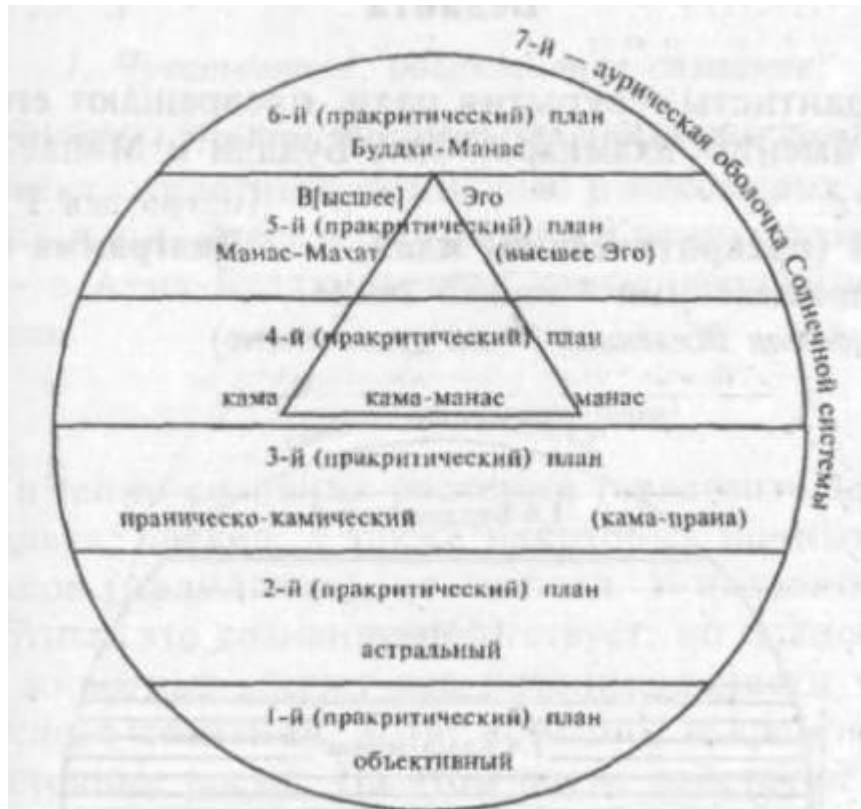 7-й — аурическая оболочка Солнечной системы
6-й (пракритический) план
Буддхи-Манас
В[ысшее] Эго
5-й (пракритический) план
Манас-Махат (высшее Эго)
4-й (пракритический) план
кама кама-манас манас
3-й (пракритический) план
праническо-камический (кама-прана)
2-й (пракритический) план
астральный
1-й (пракритический) план
объективный